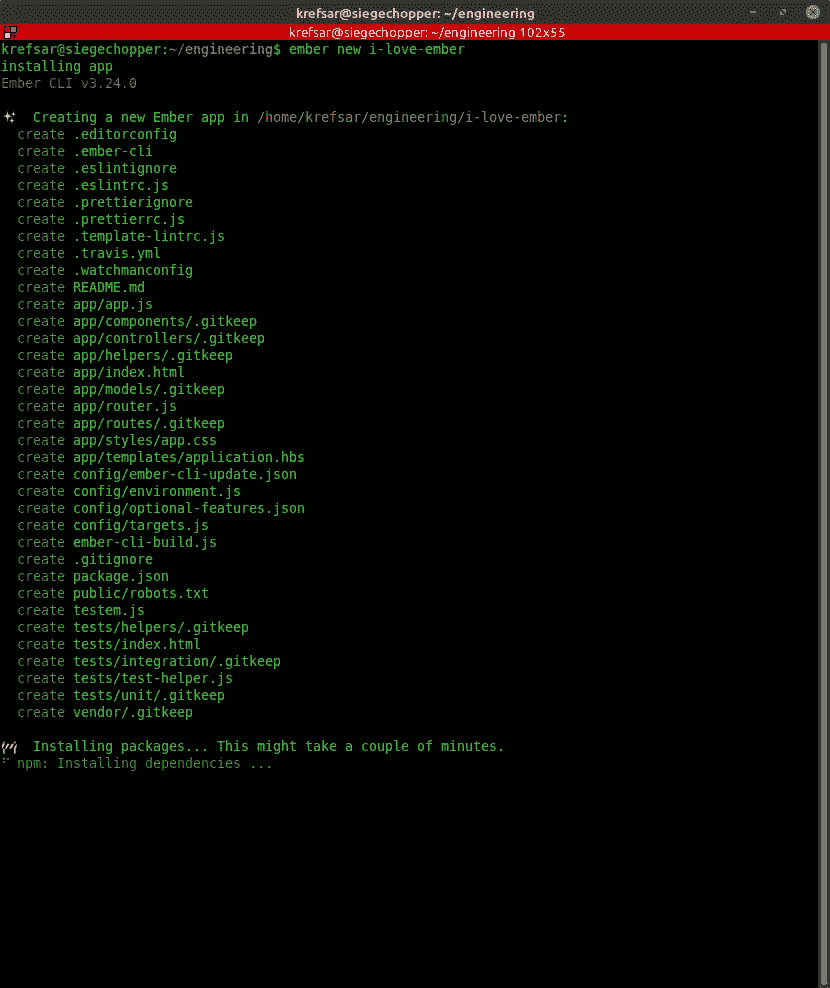 krefsar@siegechopper: ~/engineering
krefsar@siegechopper: ~/engineering 102x55
krefsar@siegechopper:~/engineering$ ember new i-love-ember
installing app
Ember CLI v3.24.0
Creating a new Ember app in /home/krefsar/engineering/i-love-ember:
create .editorconfig
create .ember-cli
create .eslintignore
create .eslintrc.js
create .prettierignore
create .prettierrc.js
create .template-lintrc.js
create .travis.yml
create .watchmanconfig
create README.md
create app/app.js
create app/components/.gitkeep
create app/controllers/.gitkeep
create app/helpers/.gitkeep
create app/index.html
create app/models/.gitkeep
create app/router.js
create app/routes/.gitkeep
create app/styles/app.css
create app/templates/application.hbs
create config/ember-cli-update.json
create config/environment.js
create config/optional-features.json
create config/targets.js
create ember-cli-build.js
create .gitignore
create package.json
create public/robots.txt
create testem.js
create tests/helpers/.gitkeep
create tests/index.html
create tests/integration/.gitkeep
create tests/test-helper.js
create tests/unit/.gitkeep
create vendor/.gitkeep
Installing packages... This might take a couple of minutes.
npm: Installing dependencies ...